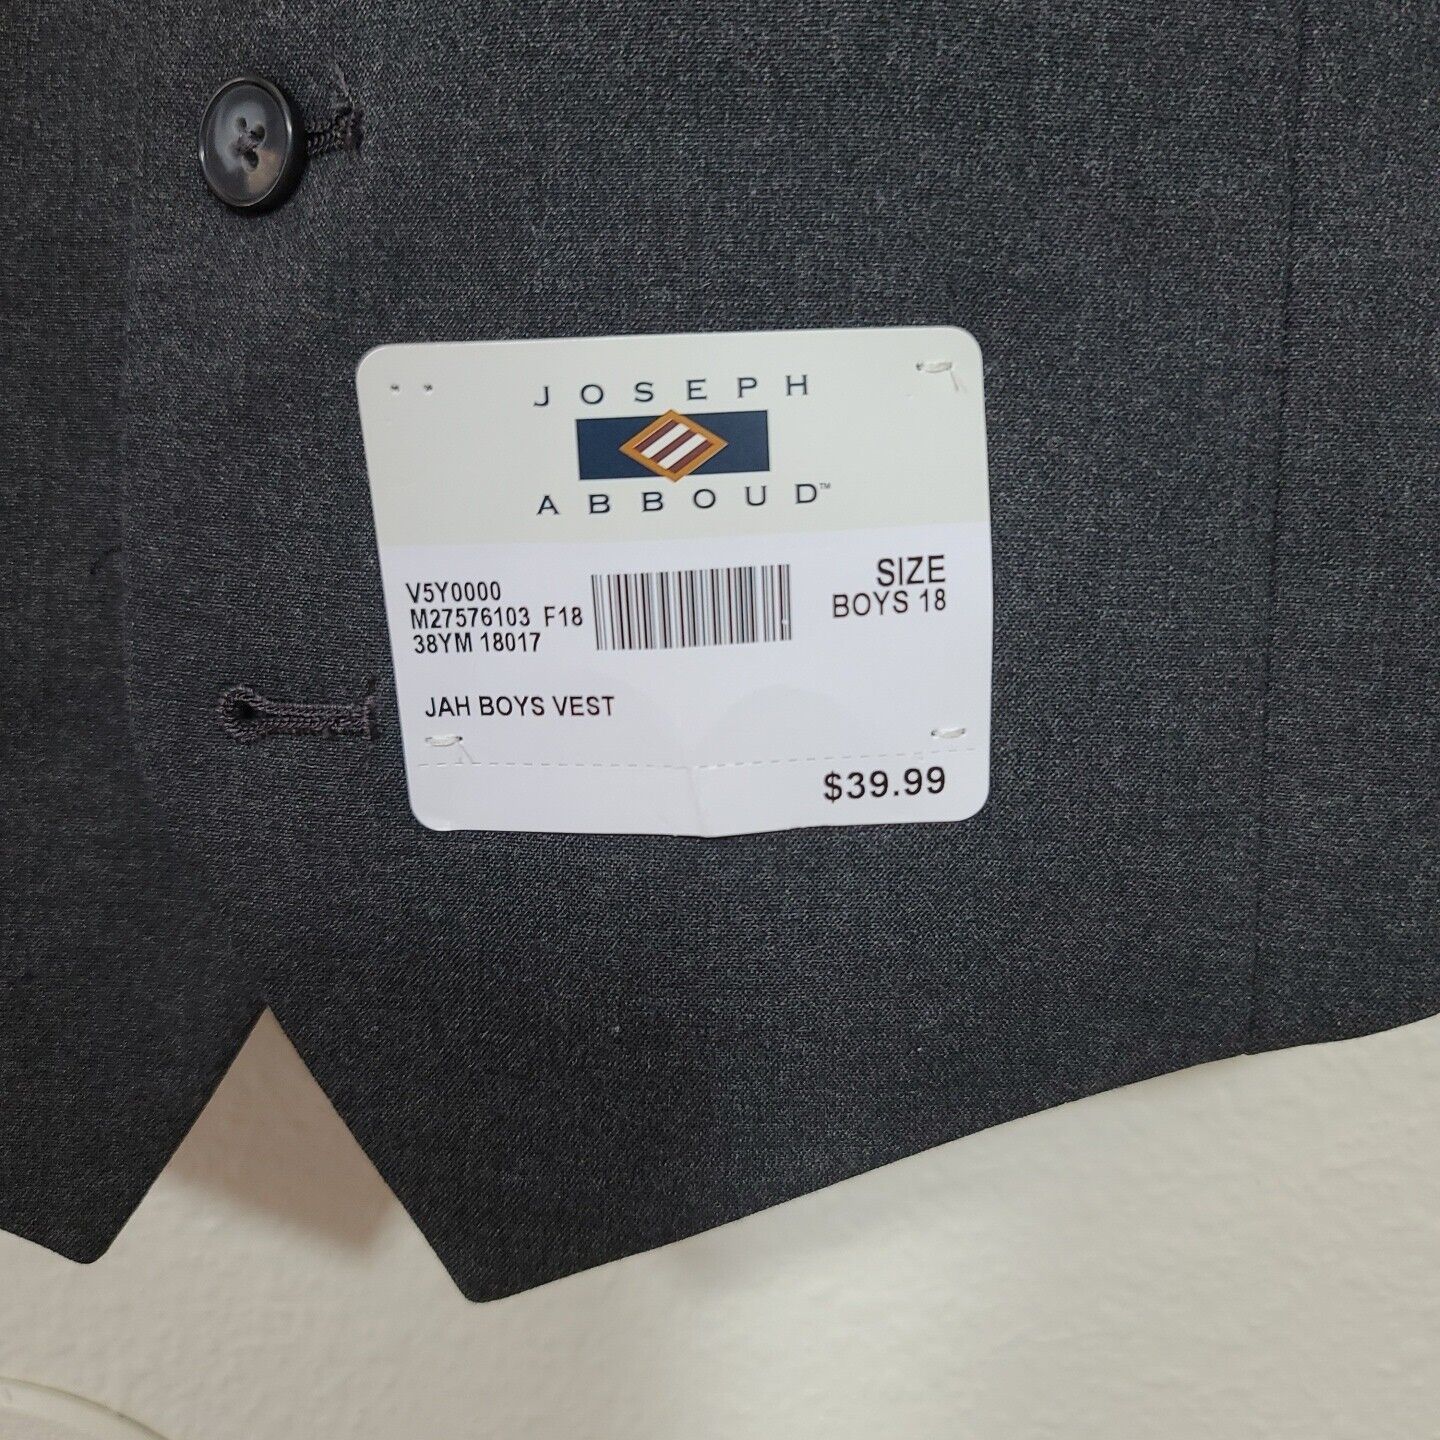 JOSEPH
ABBOUD™
V5Y0000
M27576103 F18
38YM 18017
SIZE
BOYS 18
JAH BOYS VEST
$39.99